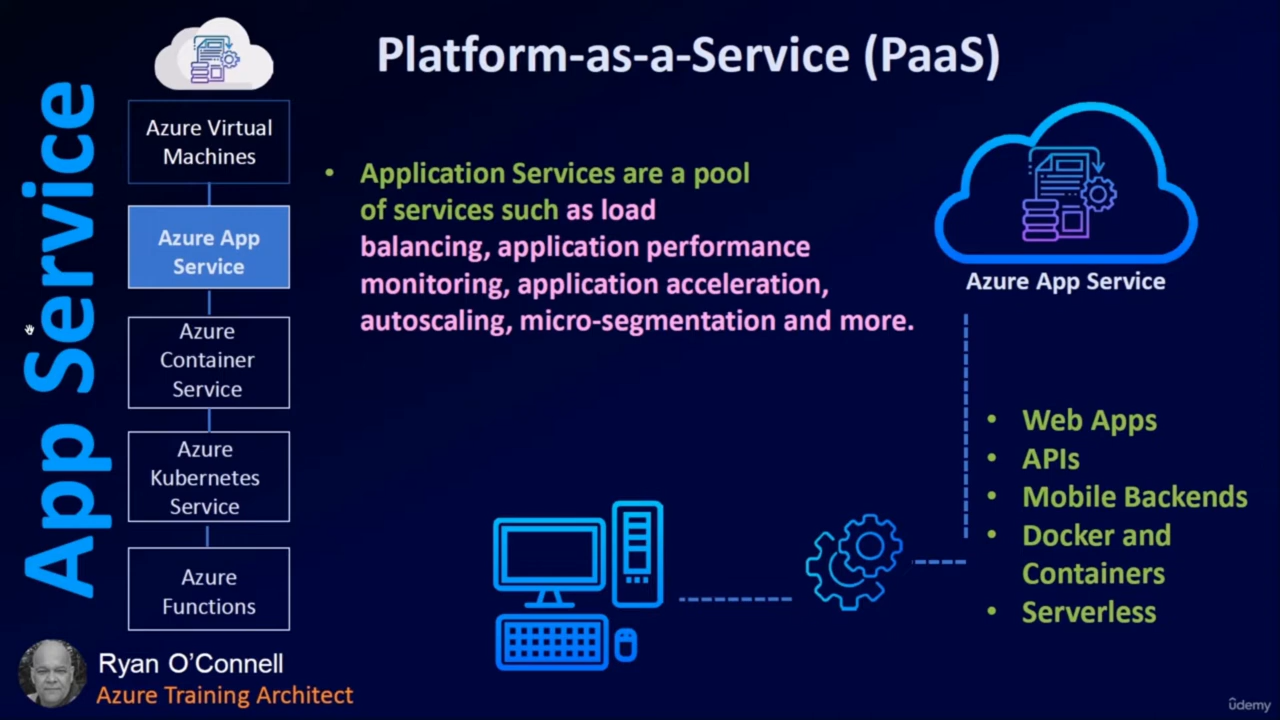 App Service
Azure Virtual
Machines
Azure App
Service
Azure
Container
Service
Azure
Kubernetes
Service
Azure
Functions
Ryan O'Connell
Azure Training Architect
Platform-as-a-Service (PaaS)
• Application Services are a pool
of services such as load
balancing, application performance
monitoring, application acceleration,
autoscaling, micro-segmentation and more.
Azure App Service
• Web Apps
• APIs
• Mobile Backends
• Docker and
Containers
• Serverless
ûdemy